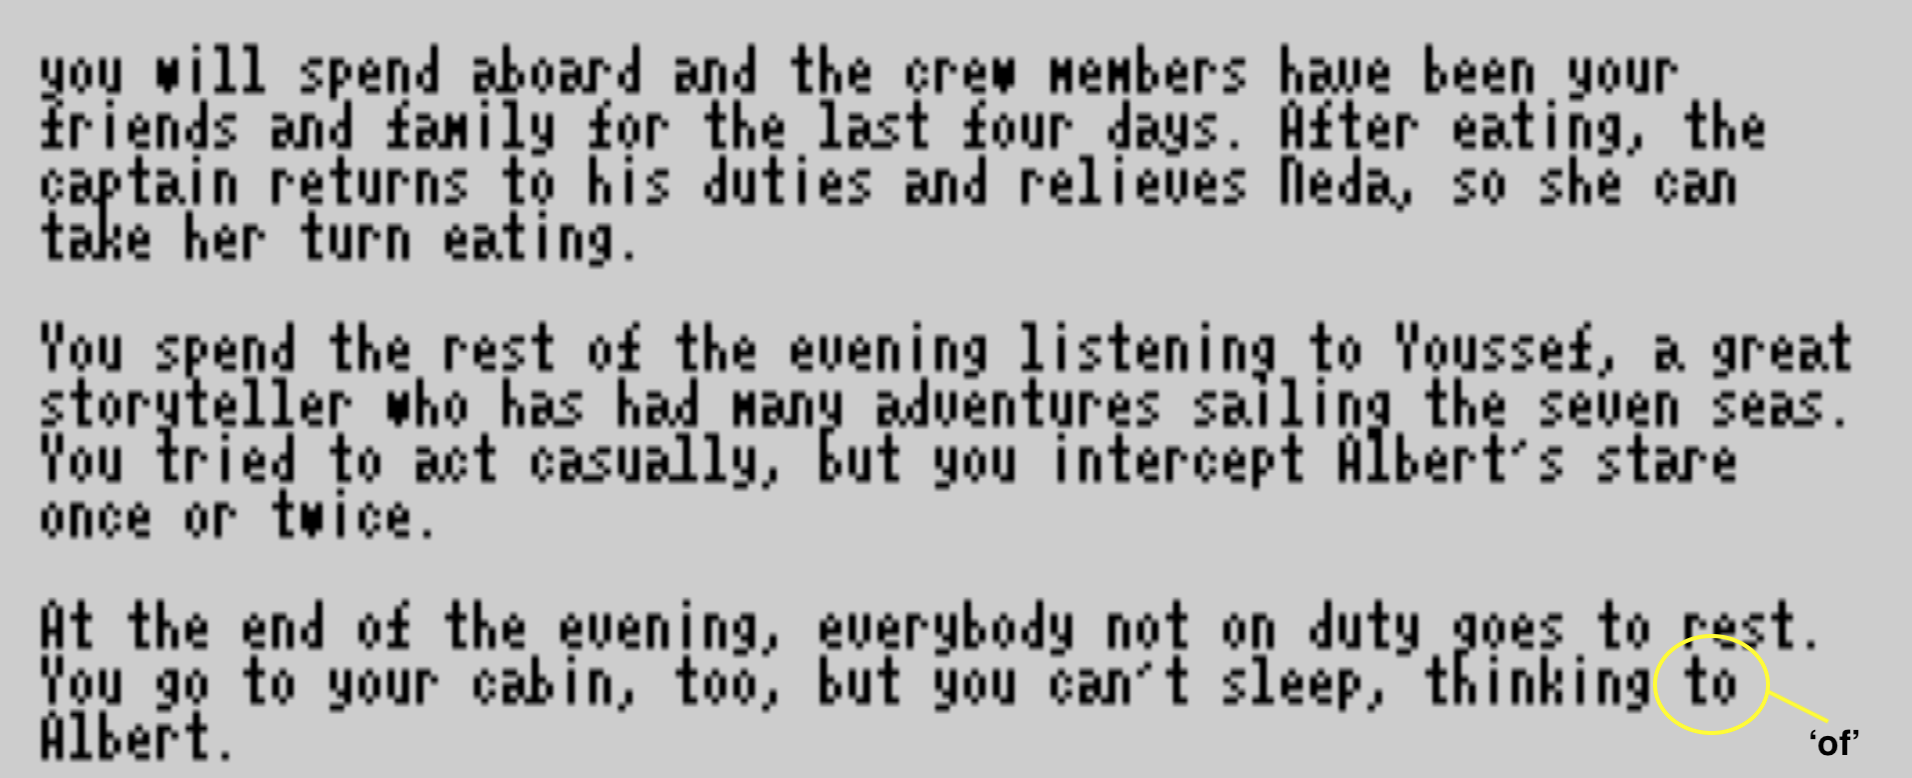 you will spend aboard and the crew members have been your
friends and family for the last four days. After eating, the
captain returns to his duties and relieves Neda, so she can
take her turn eating.
You spend the rest of the evening listening to Youssef, a great
storyteller who has had many adventures sailing the seven seas.
You tried to act casually, but you intercept Albert's stare
once or twice.
At the end of the evening, everybody not on duty goes to rest.
You go to your cabin, too, but you can't sleep, thinking to
Albert.
‘of’